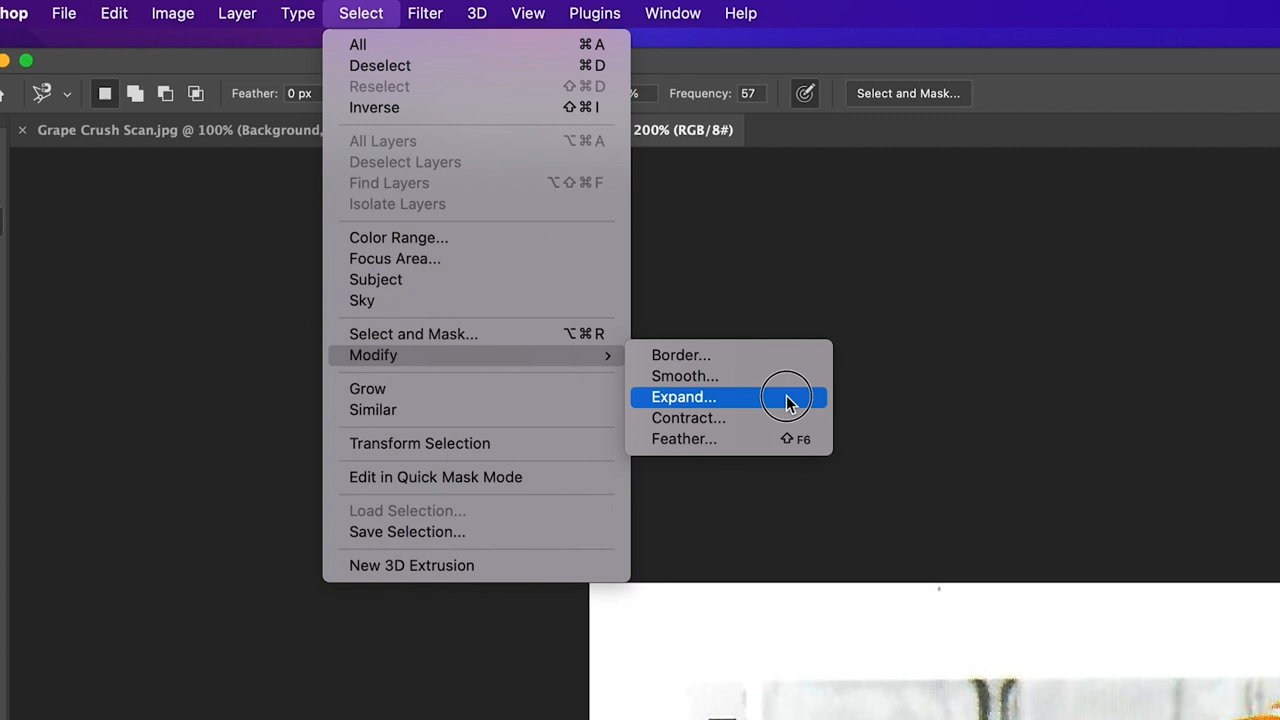 hop File Edit Image Layer Type Select Filter 3D View Plugins Window Help
Feather: 0 px % Frequency: 57 Select and Mask...
× Grape Crush Scan.jpg @ 100% (Background, 200% (RGB/8#)
All ⌘A
Deselect ⌘D
Reselect ⇧⌘D
Inverse ⇧⌘I
All Layers ⌥⌘A
Deselect Layers
Find Layers ⌥⇧⌘F
Isolate Layers
Color Range...
Focus Area...
Subject
Sky
Select and Mask... ⌥⌘R
Modify >
Grow
Similar
Transform Selection
Edit in Quick Mask Mode
Load Selection...
Save Selection...
New 3D Extrusion
Border...
Smooth...
Expand...
Contract...
Feather... ⇧F6